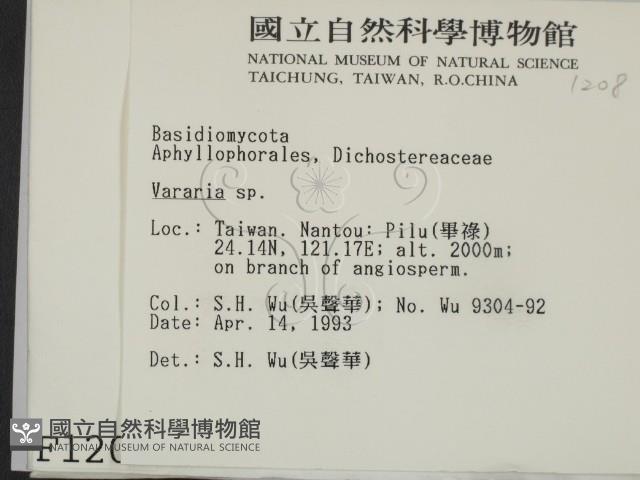 國立自然科學博物館
NATIONAL MUSEUM OF NATURAL SCIENCE
TAICHUNG, TAIWAN, R.O.CHINA
1208
Basidiomycota
Aphyllophorales, Dichostereaceae
Vararia sp.
Loc.: Taiwan. Nantou: Pilu(畢祿)
24.14N, 121.17E; alt. 2000m;
on branch of angiosperm.
Col.: S.H. Wu(吳聲華); No. Wu 9304-92
Date: Apr. 14, 1993
Det.: S.H. Wu(吳聲華)
國立自然科學博物館
NATIONAL MUSEUM OF NATURAL SCIENCE
F120